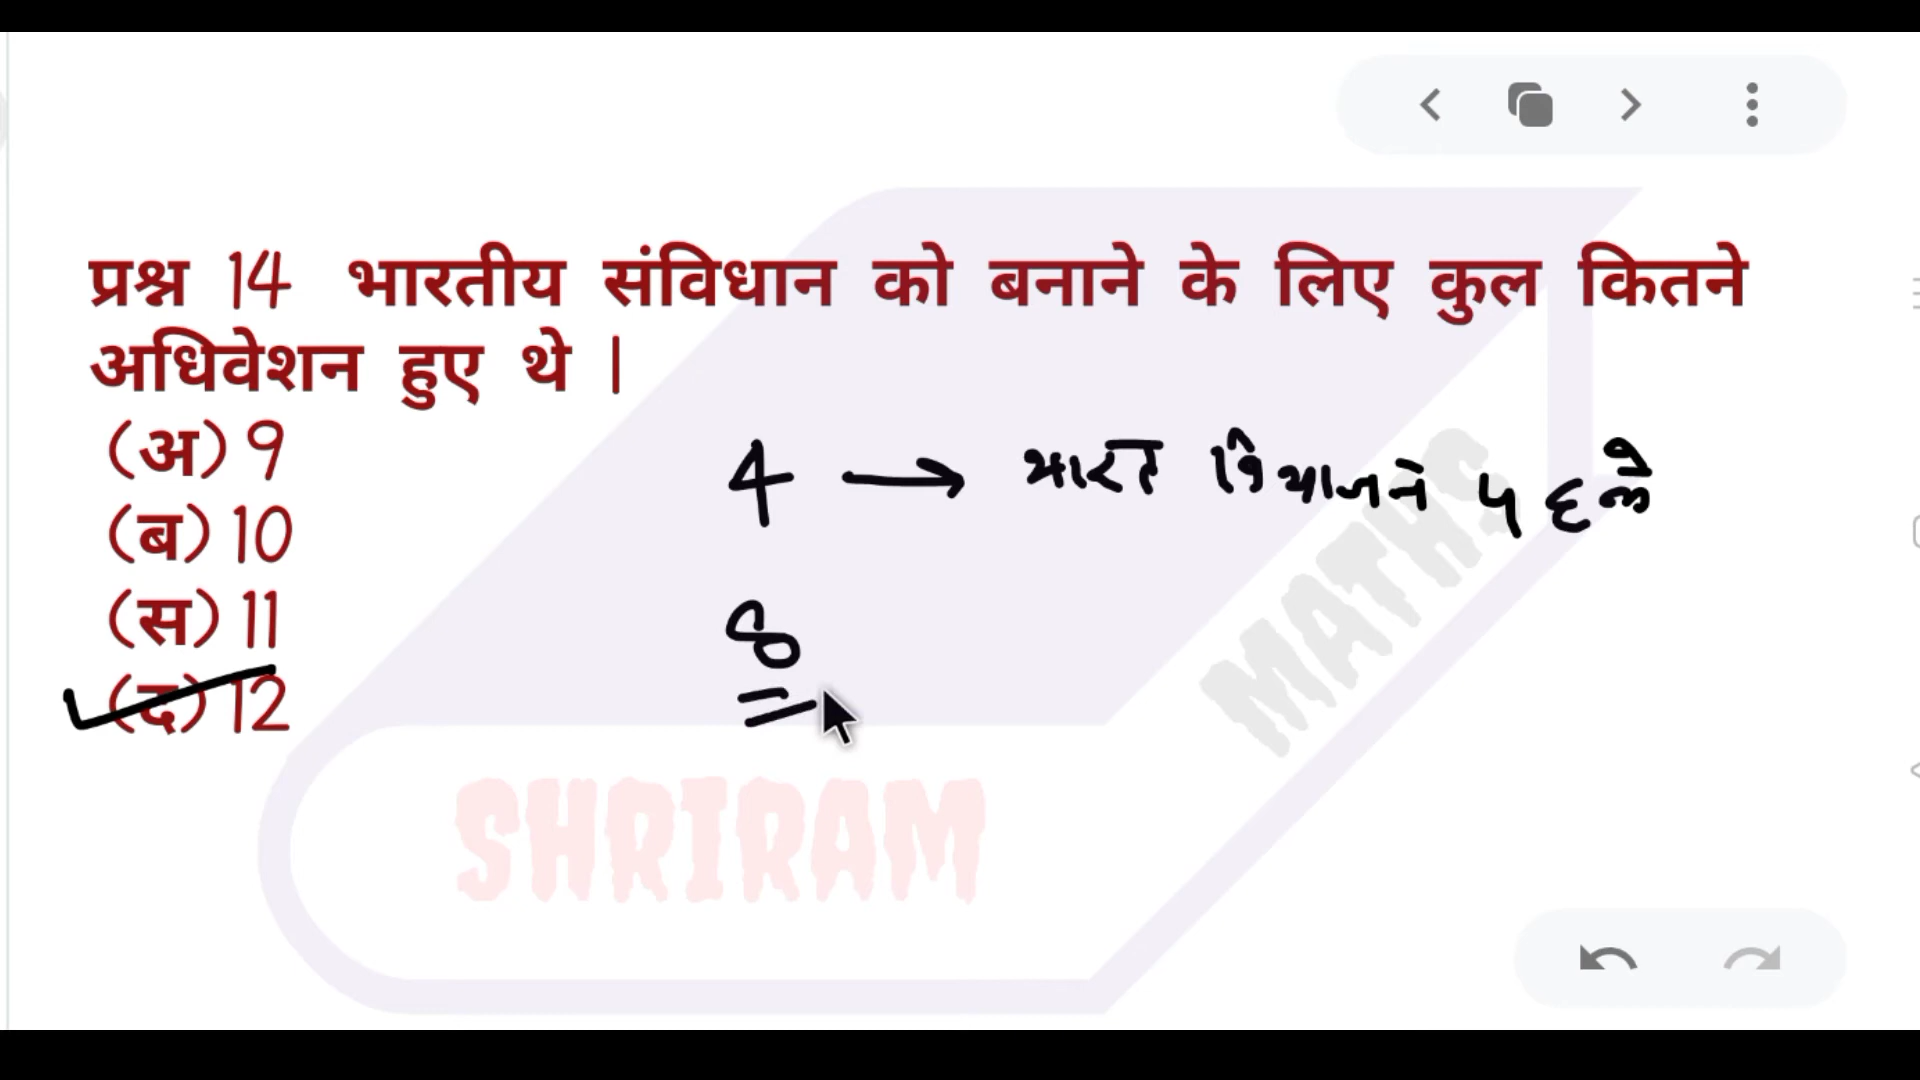 प्रश्न 14 भारतीय संविधान को बनाने के लिए कुल कितने
अधिवेशन हुए थे |
(अ) 9
(ब) 10
(स) 11
(द) 12
4 → भारत विभाजन से पहले
8
MATHS
SHRIRAM